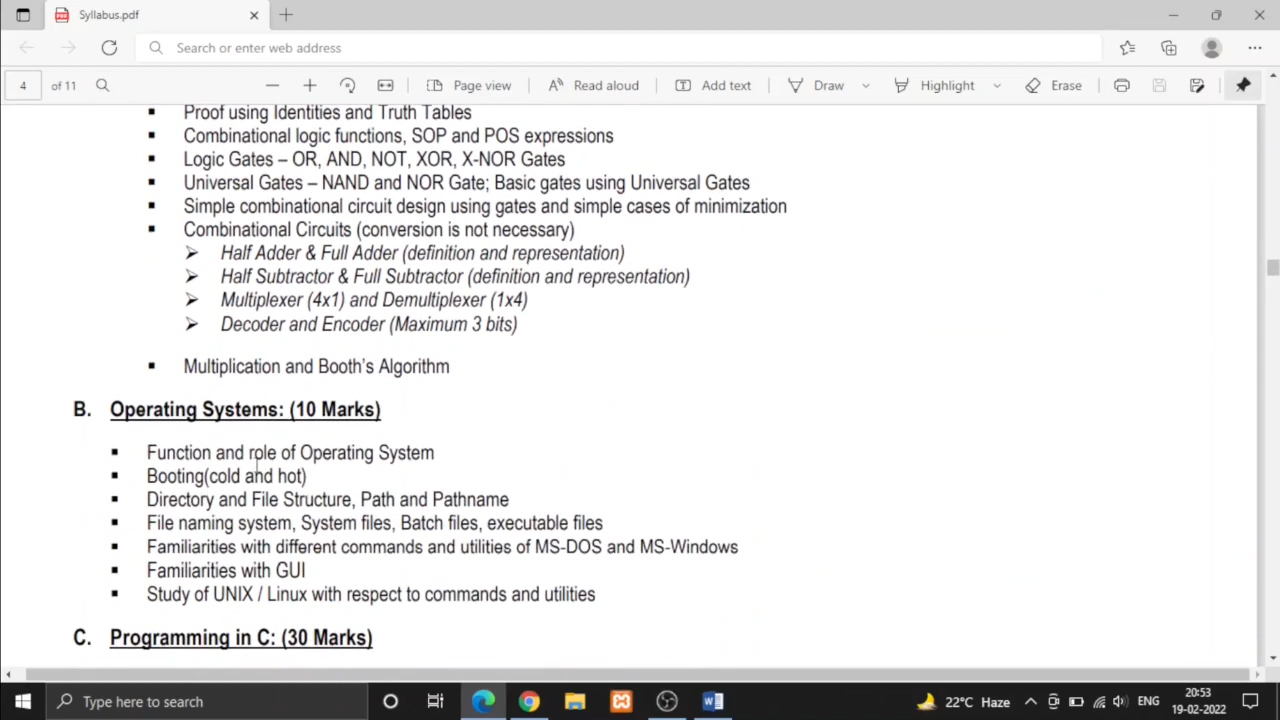 Syllabus.pdf
Search or enter web address
4 of 11 Page view Read aloud Add text Draw Highlight Erase
▪ Proof using Identities and Truth Tables
▪ Combinational logic functions, SOP and POS expressions
▪ Logic Gates – OR, AND, NOT, XOR, X-NOR Gates
▪ Universal Gates – NAND and NOR Gate; Basic gates using Universal Gates
▪ Simple combinational circuit design using gates and simple cases of minimization
▪ Combinational Circuits (conversion is not necessary)
➢ Half Adder & Full Adder (definition and representation)
➢ Half Subtractor & Full Subtractor (definition and representation)
➢ Multiplexer (4x1) and Demultiplexer (1x4)
➢ Decoder and Encoder (Maximum 3 bits)
▪ Multiplication and Booth's Algorithm
B. Operating Systems: (10 Marks)
▪ Function and role of Operating System
▪ Booting(cold and hot)
▪ Directory and File Structure, Path and Pathname
▪ File naming system, System files, Batch files, executable files
▪ Familiarities with different commands and utilities of MS-DOS and MS-Windows
▪ Familiarities with GUI
▪ Study of UNIX / Linux with respect to commands and utilities
C. Programming in C: (30 Marks)
Type here to search 22°C Haze ENG 20:53
19-02-2022